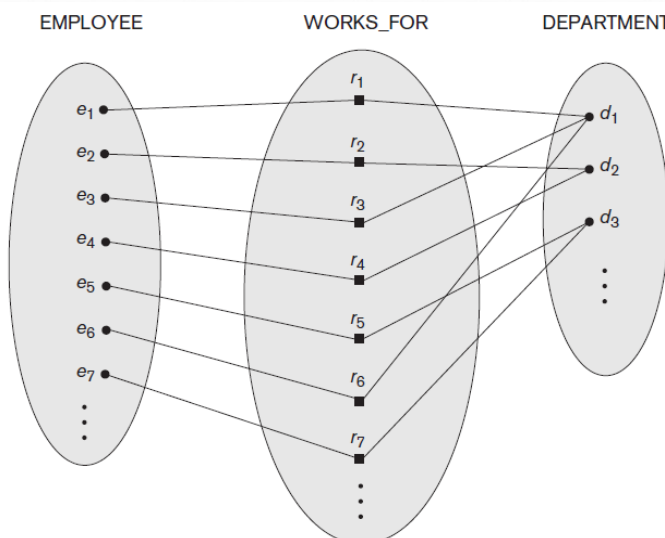 EMPLOYEE WORKS_FOR DEPARTMENT
e1 r1 d1
e2 r2 d2
e3 r3 d3
e4 r4
e5 r5
e6 r6
e7 r7